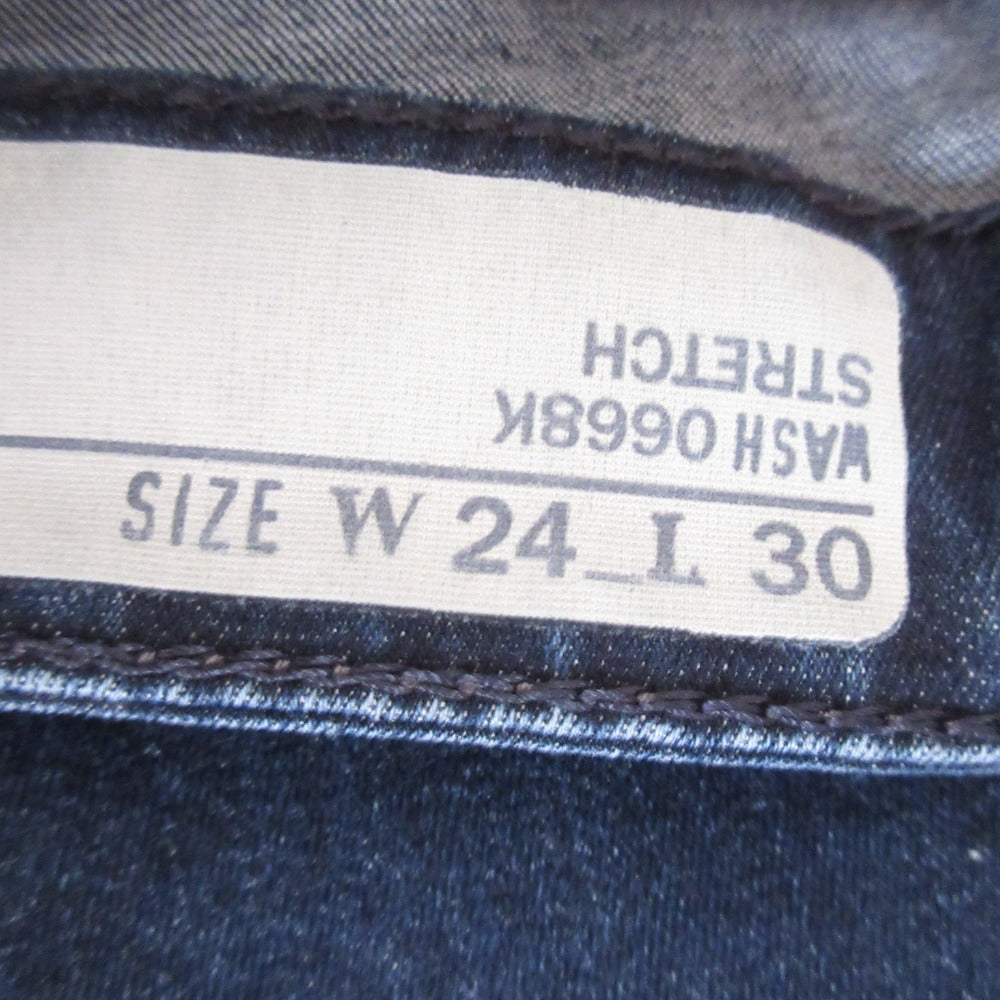 WASH 0668K
STRETCH
SIZE W 24_L 30